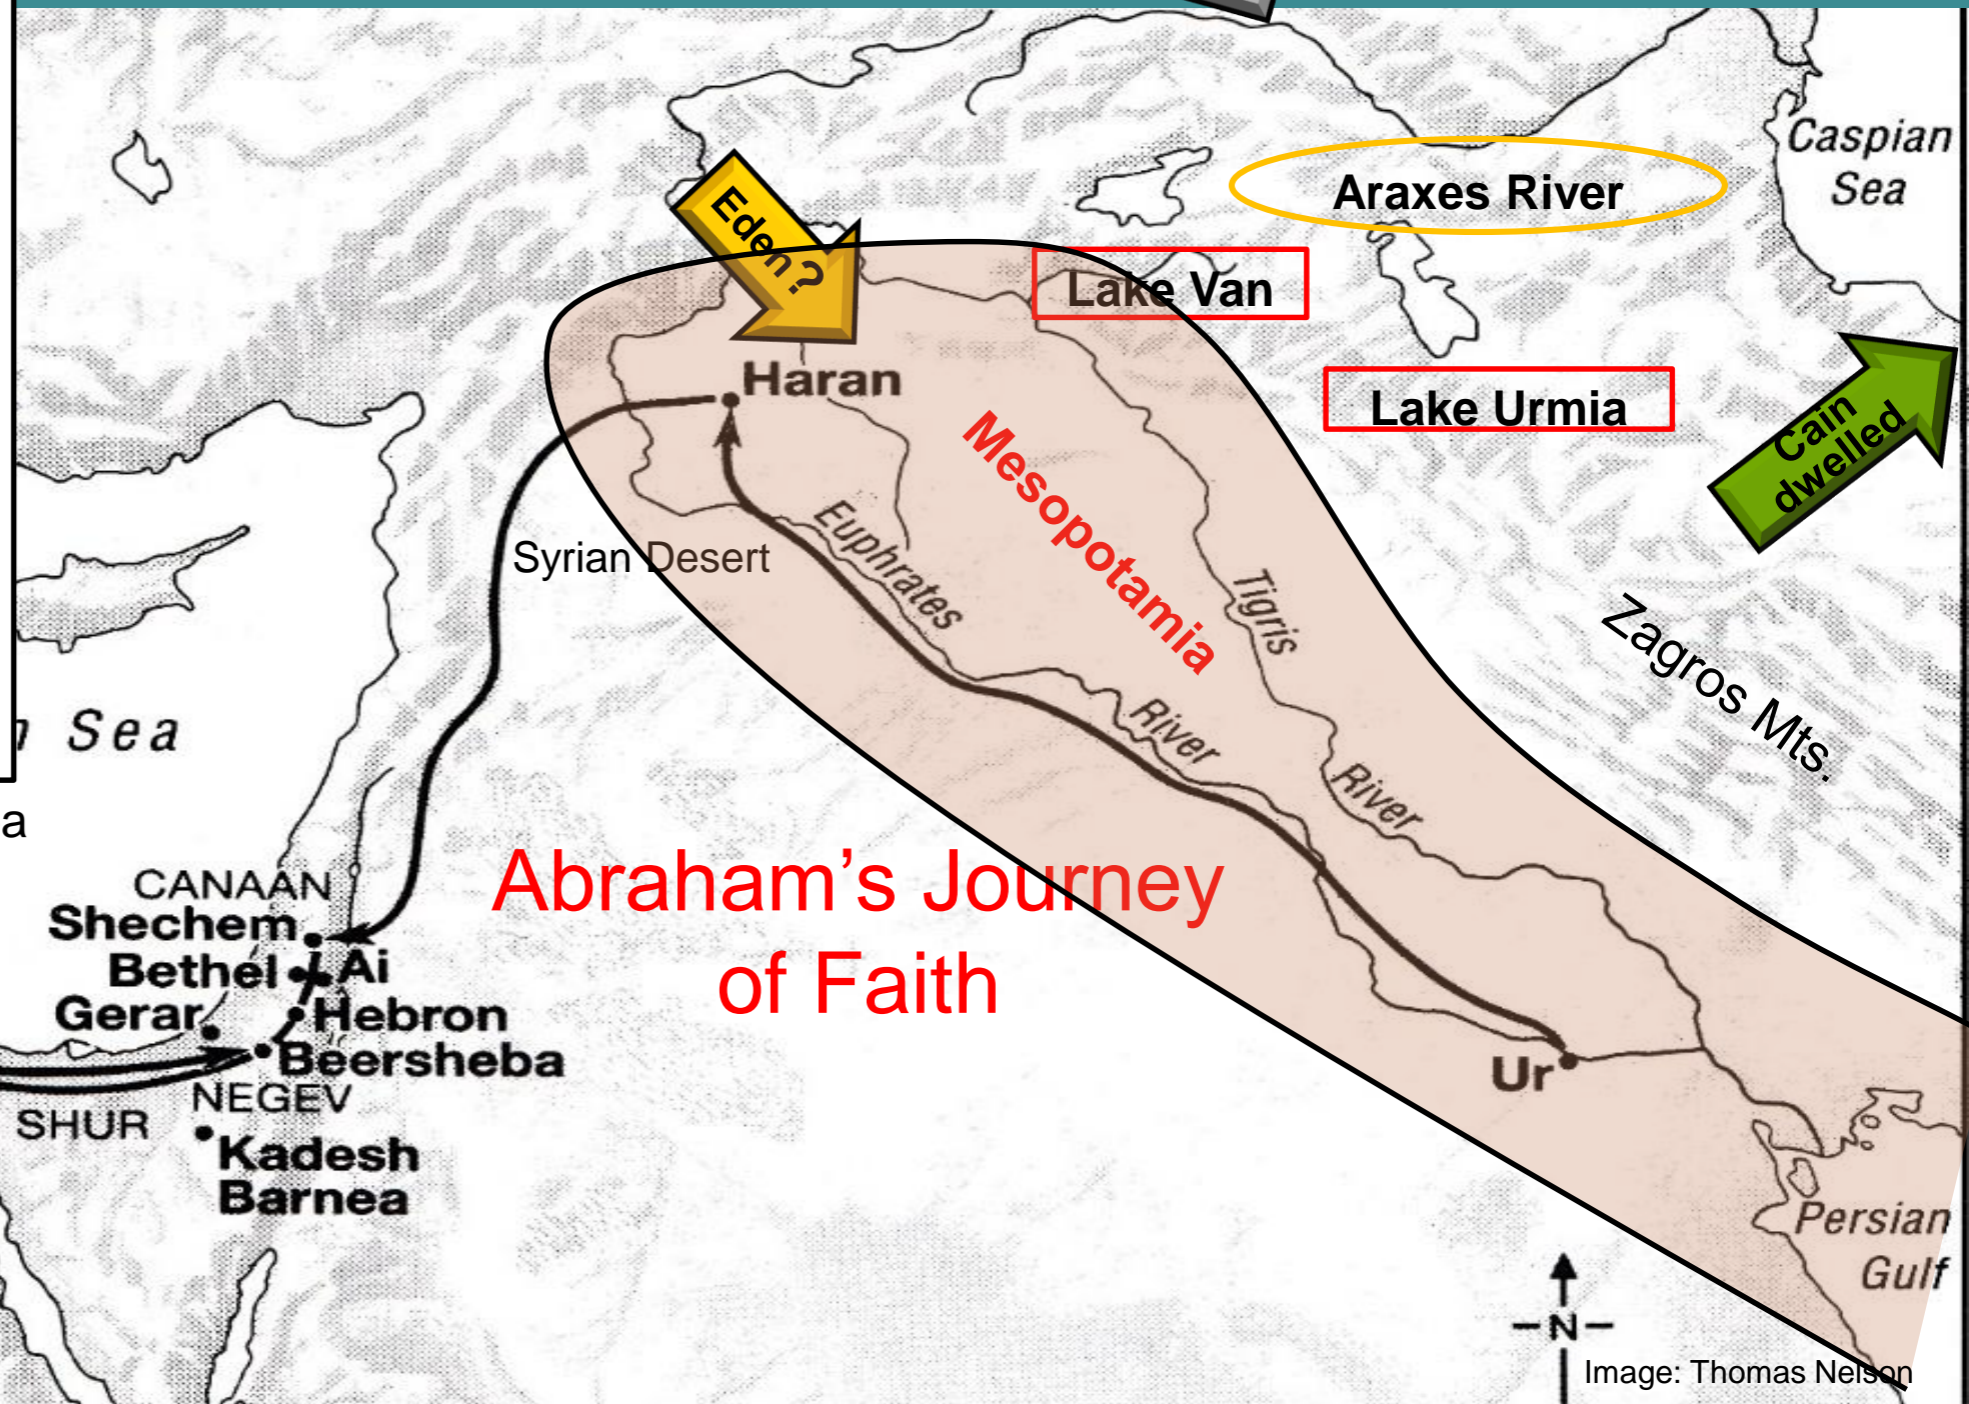 Caspian
Sea
Araxes River
Eden?
Lake Van
Haran
Lake Urmia
Cain
dwelled
Mesopotamia
Syrian Desert
Euphrates
River
Tigris
River
Zagros Mts.
Sea
a
CANAAN
Shechem
Bethel
Ai
Gerar
Hebron
Beersheba
NEGEV
SHUR
Kadesh
Barnea
Abraham’s Journey
of Faith
Ur
Persian
Gulf
N
Image: Thomas Nelson